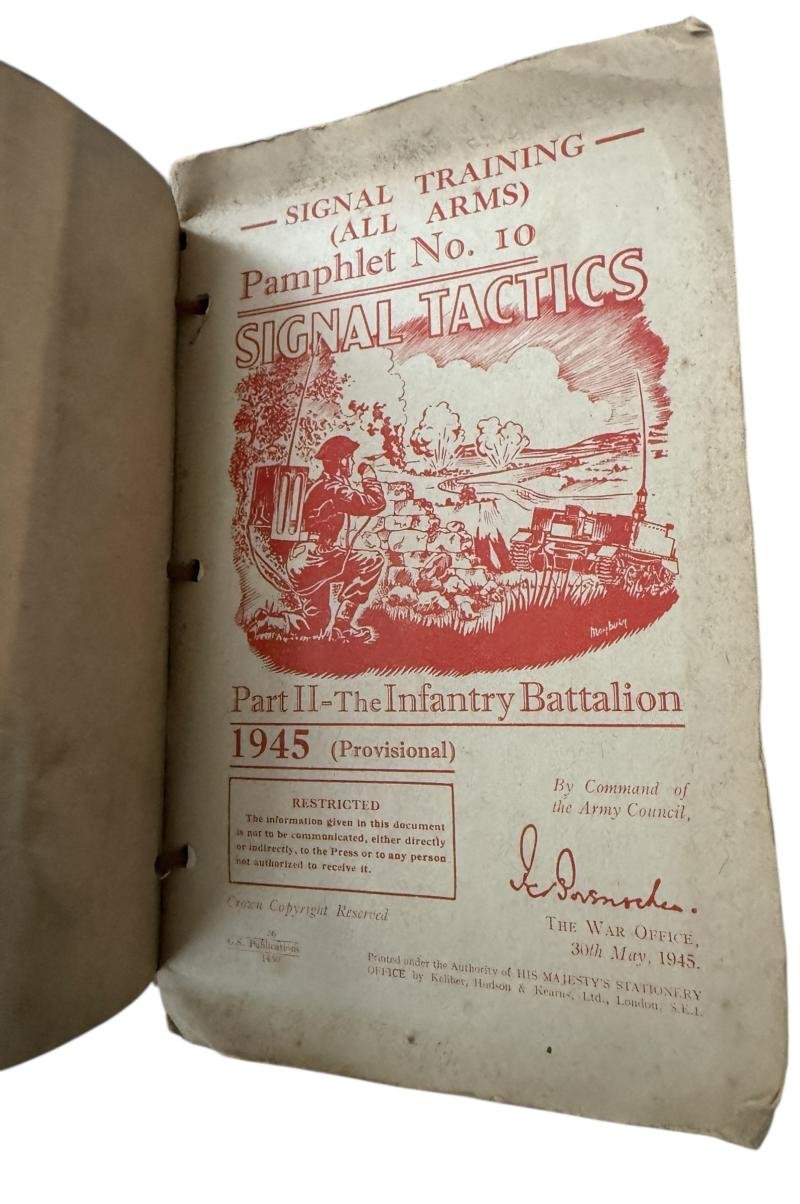 — SIGNAL TRAINING —
(ALL ARMS)
Pamphlet No. 10
SIGNAL TACTICS
Part II-The Infantry Battalion
1945 (Provisional)
RESTRICTED
The information given in this document
is not to be communicated, either directly
or indirectly, to the Press or to any person
not authorized to receive it.
By Command of
the Army Council,
Crown Copyright Reserved
26
G.S. Publications
THE WAR OFFICE,
30th May, 1945.
Printed under the Authority of HIS MAJESTY'S STATIONERY
OFFICE by Keliher, Hudson & Kearns, Ltd., London, S.E.1.